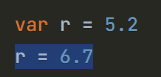 var r = 5.2
r = 6.7